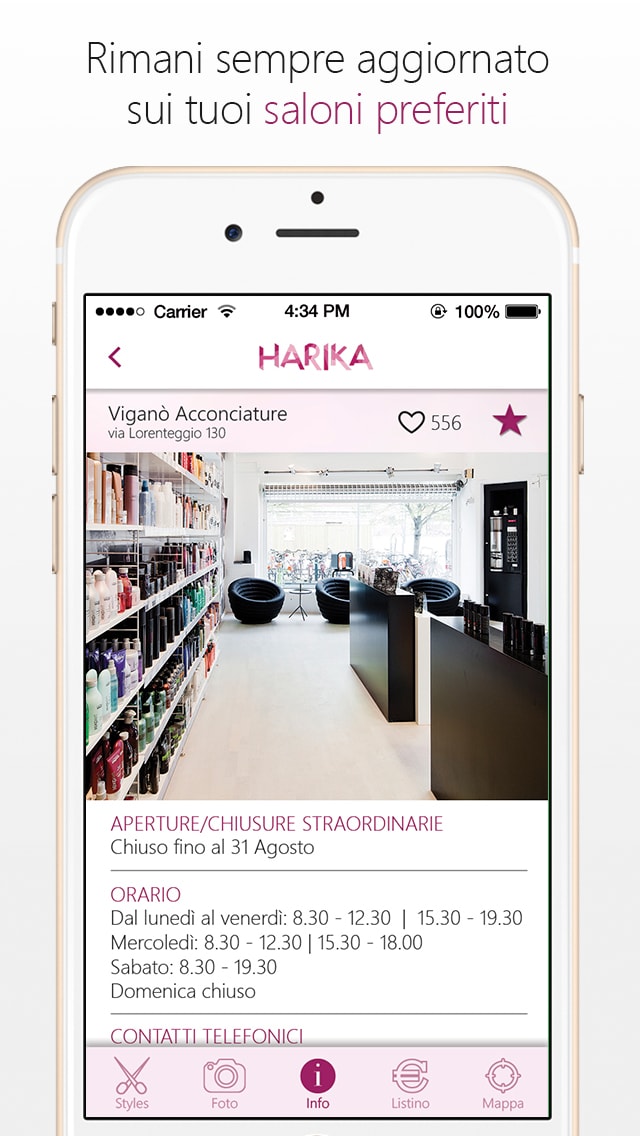 Rimani sempre aggiornato
sui tuoi saloni preferiti
Carrier 4:34 PM 100%
HARIKA
Viganò Acconciature
via Lorenteggio 130
556
APERTURE/CHIUSURE STRAORDINARIE
Chiuso fino al 31 Agosto
ORARIO
Dal lunedì al venerdì: 8.30 - 12.30 | 15.30 - 19.30
Mercoledì: 8.30 - 12.30 | 15.30 - 18.00
Sabato: 8.30 - 19.30
Domenica chiuso
CONTATTI TELEFONICI
Styles Foto Info Listino Mappa